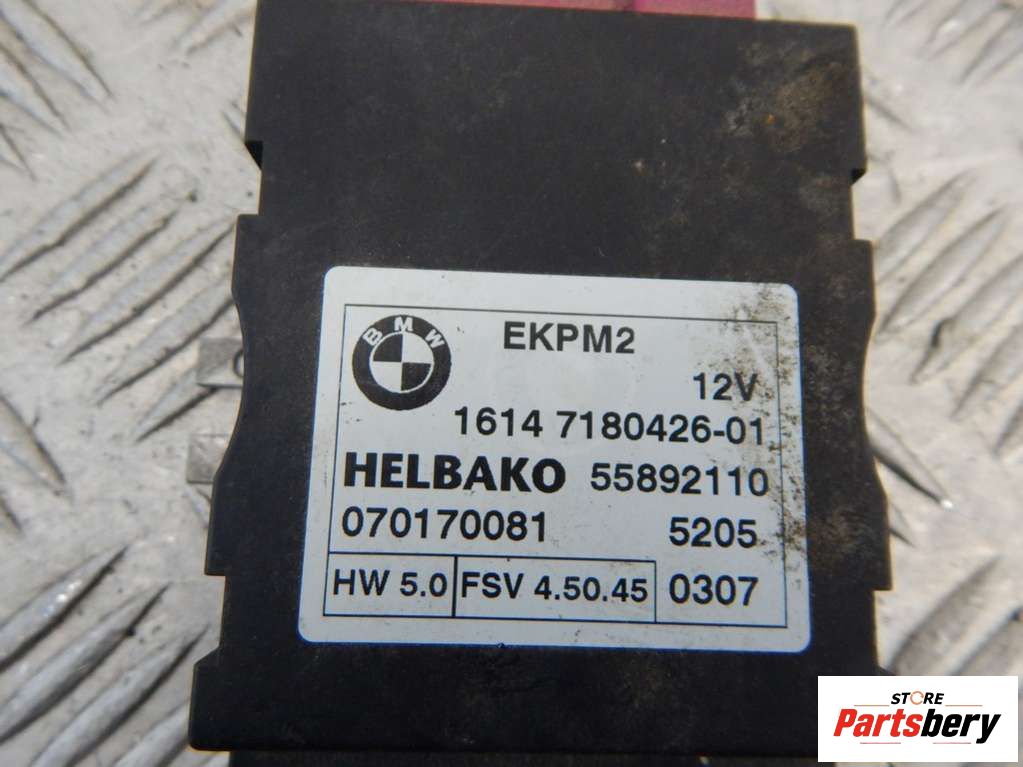 BMW
EKPM2
12V
1614 7180426-01
HELBAKO 55892110
070170081 5205
HW 5.0 FSV 4.50.45 0307
STORE
Partsbery